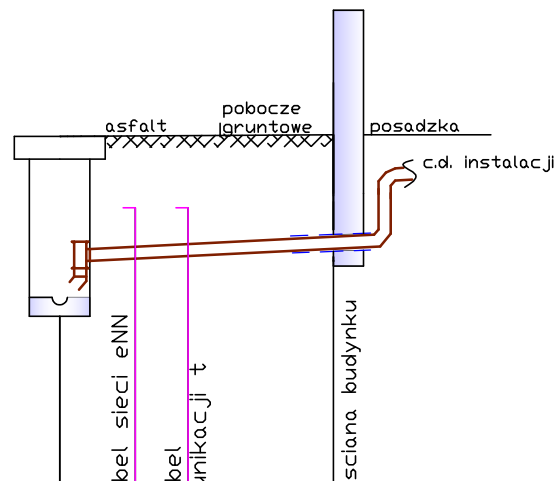 pobocze
asfalt
gruntowe
posadzka
c.d. instalacji
bel sieci eNN
bel
unikacji t
sciana budynku